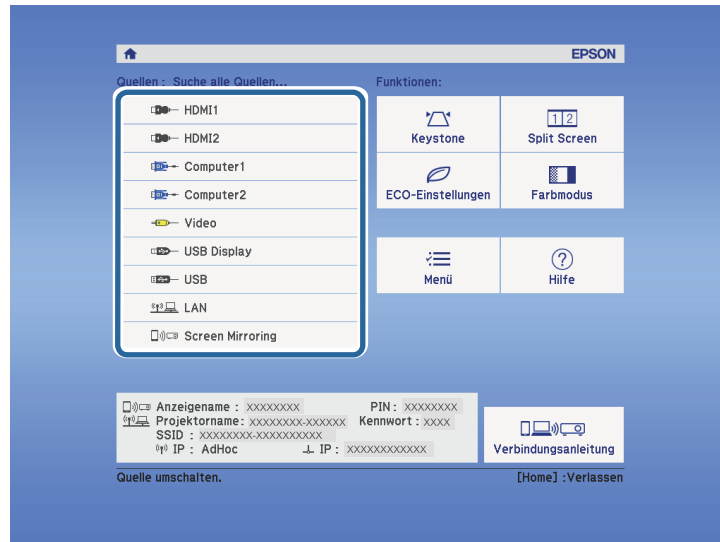 EPSON
Quellen : Suche alle Quellen...
Funktionen:
HDMI1
HDMI2
Computer1
Computer2
Video
USB Display
USB
LAN
Screen Mirroring
Keystone
1 2
Split Screen
ECO-Einstellungen
Farbmodus
Menü
?
Hilfe
Anzeigename : XXXXXXXX PIN : XXXXXXXX
Projektorname: XXXXXXXX-XXXXXX Kennwort : XXXX
SSID : XXXXXXXX-XXXXXXXXXX
IP : AdHoc IP : XXXXXXXXXXXX
Verbindungsanleitung
Quelle umschalten.
[Home] :Verlassen